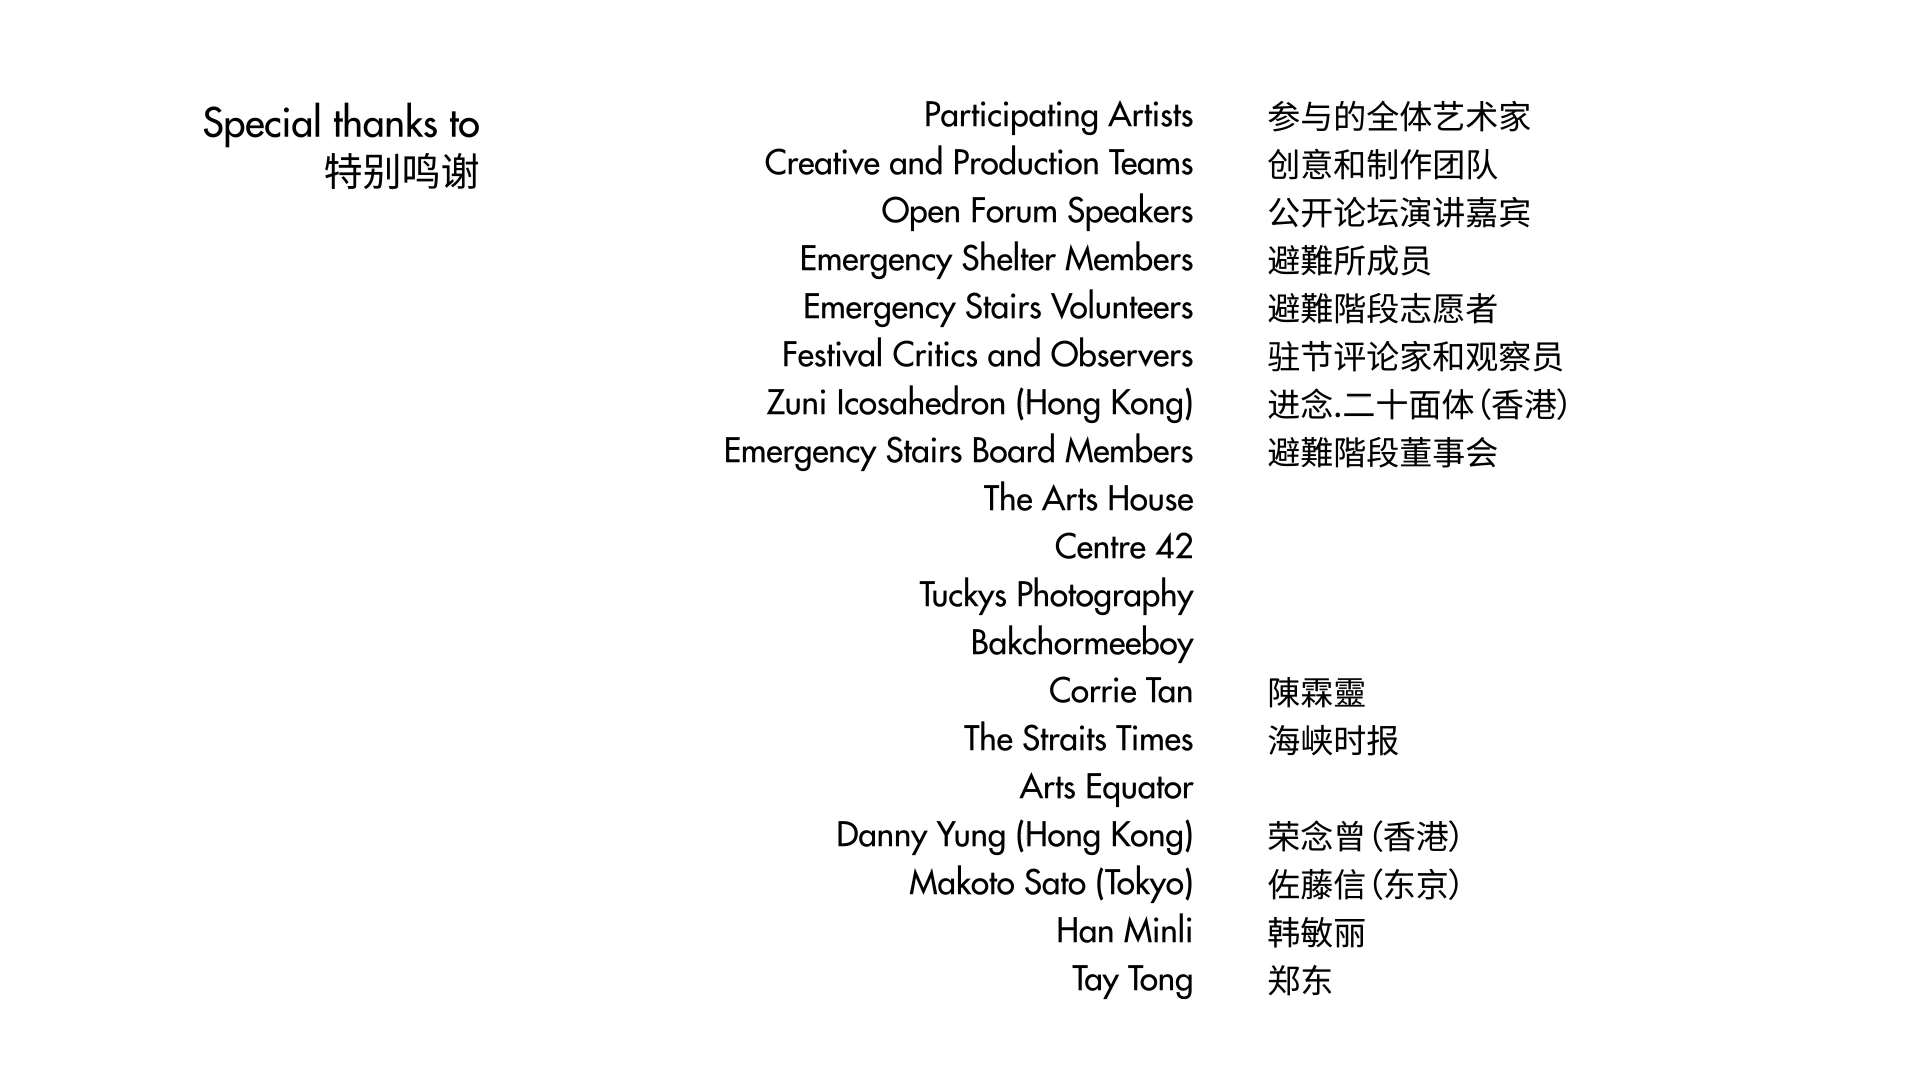 Special thanks to
特别鸣谢
Participating Artists 参与的全体艺术家
Creative and Production Teams 创意和制作团队
Open Forum Speakers 公开论坛演讲嘉宾
Emergency Shelter Members 避難所成员
Emergency Stairs Volunteers 避難階段志愿者
Festival Critics and Observers 驻节评论家和观察员
Zuni Icosahedron (Hong Kong) 进念.二十面体（香港）
Emergency Stairs Board Members 避難階段董事会
The Arts House
Centre 42
Tuckys Photography
Bakchormeeboy
Corrie Tan 陳霖靈
The Straits Times 海峡时报
Arts Equator
Danny Yung (Hong Kong) 荣念曾（香港）
Makoto Sato (Tokyo) 佐藤信（东京）
Han Minli 韩敏丽
Tay Tong 郑东